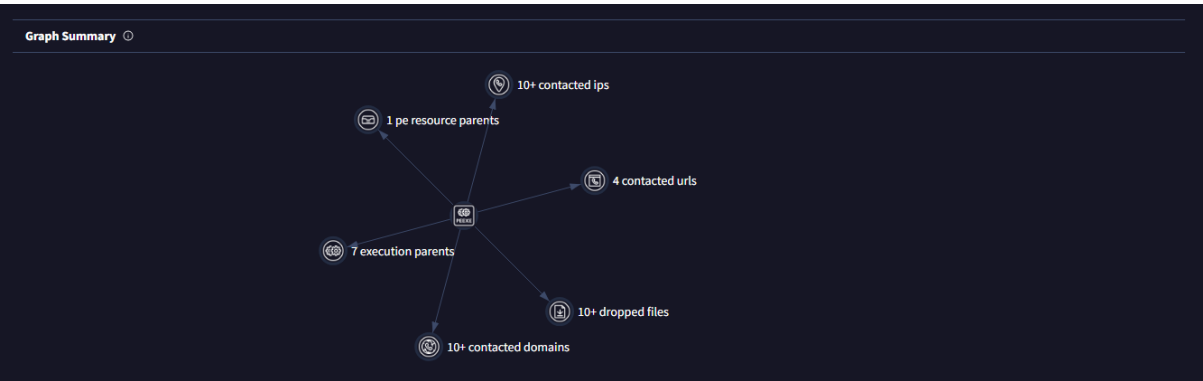 Graph Summary
10+ contacted ips
1 pe resource parents
4 contacted urls
PEEXE
7 execution parents
10+ dropped files
10+ contacted domains